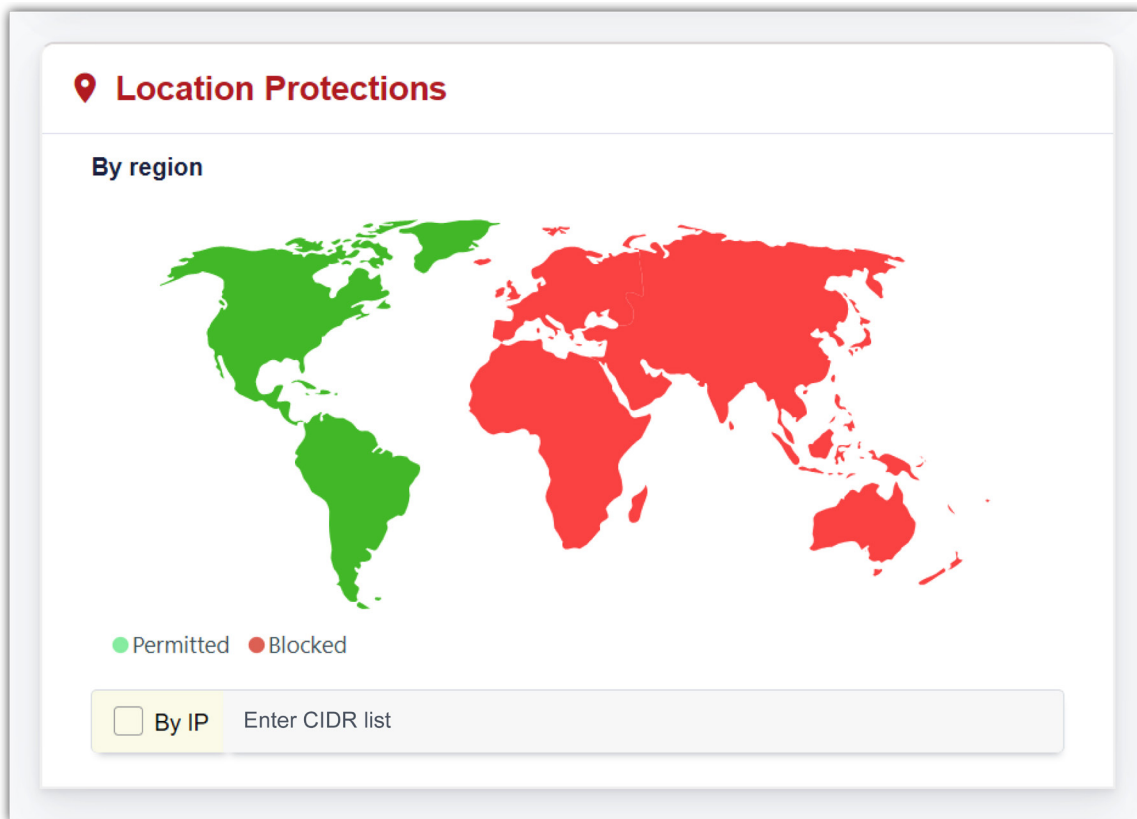 Location Protections
By region
Permitted Blocked
By IP Enter CIDR list